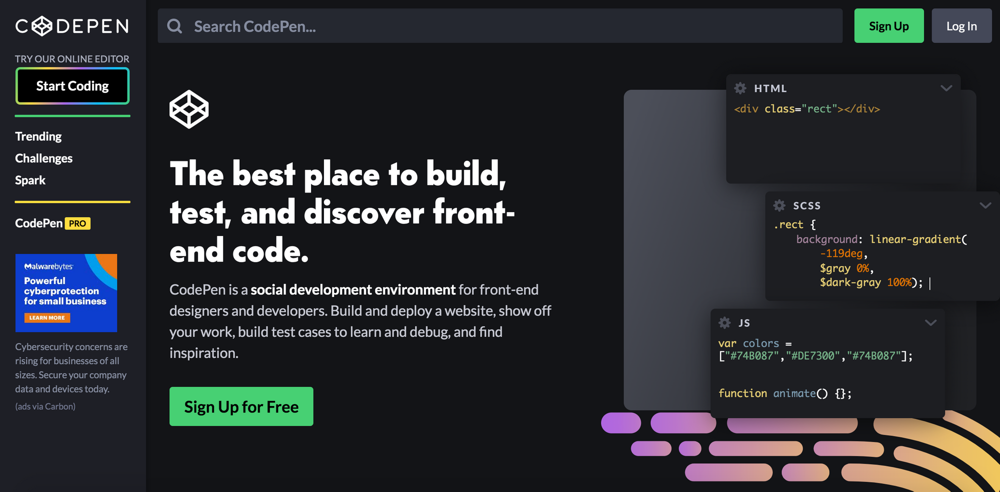 CODEPEN
TRY OUR ONLINE EDITOR
Start Coding
Trending
Challenges
Spark
CodePen PRO
Malwarebytes
Powerful
cyberprotection
for small business
LEARN MORE
Cybersecurity concerns are
rising for businesses of all
sizes. Secure your company
data and devices today.
(ads via Carbon)
Search CodePen...
Sign Up
Log In
The best place to build,
test, and discover front-
end code.
CodePen is a social development environment for front-end
designers and developers. Build and deploy a website, show off
your work, build test cases to learn and debug, and find
inspiration.
Sign Up for Free
HTML
<div class="rect"></div>
SCSS
.rect {
background: linear-gradient(
-119deg,
$gray 0%,
$dark-gray 100%); |
JS
var colors =
["#74B087","#DE7300","#74B087"];
function animate() {};